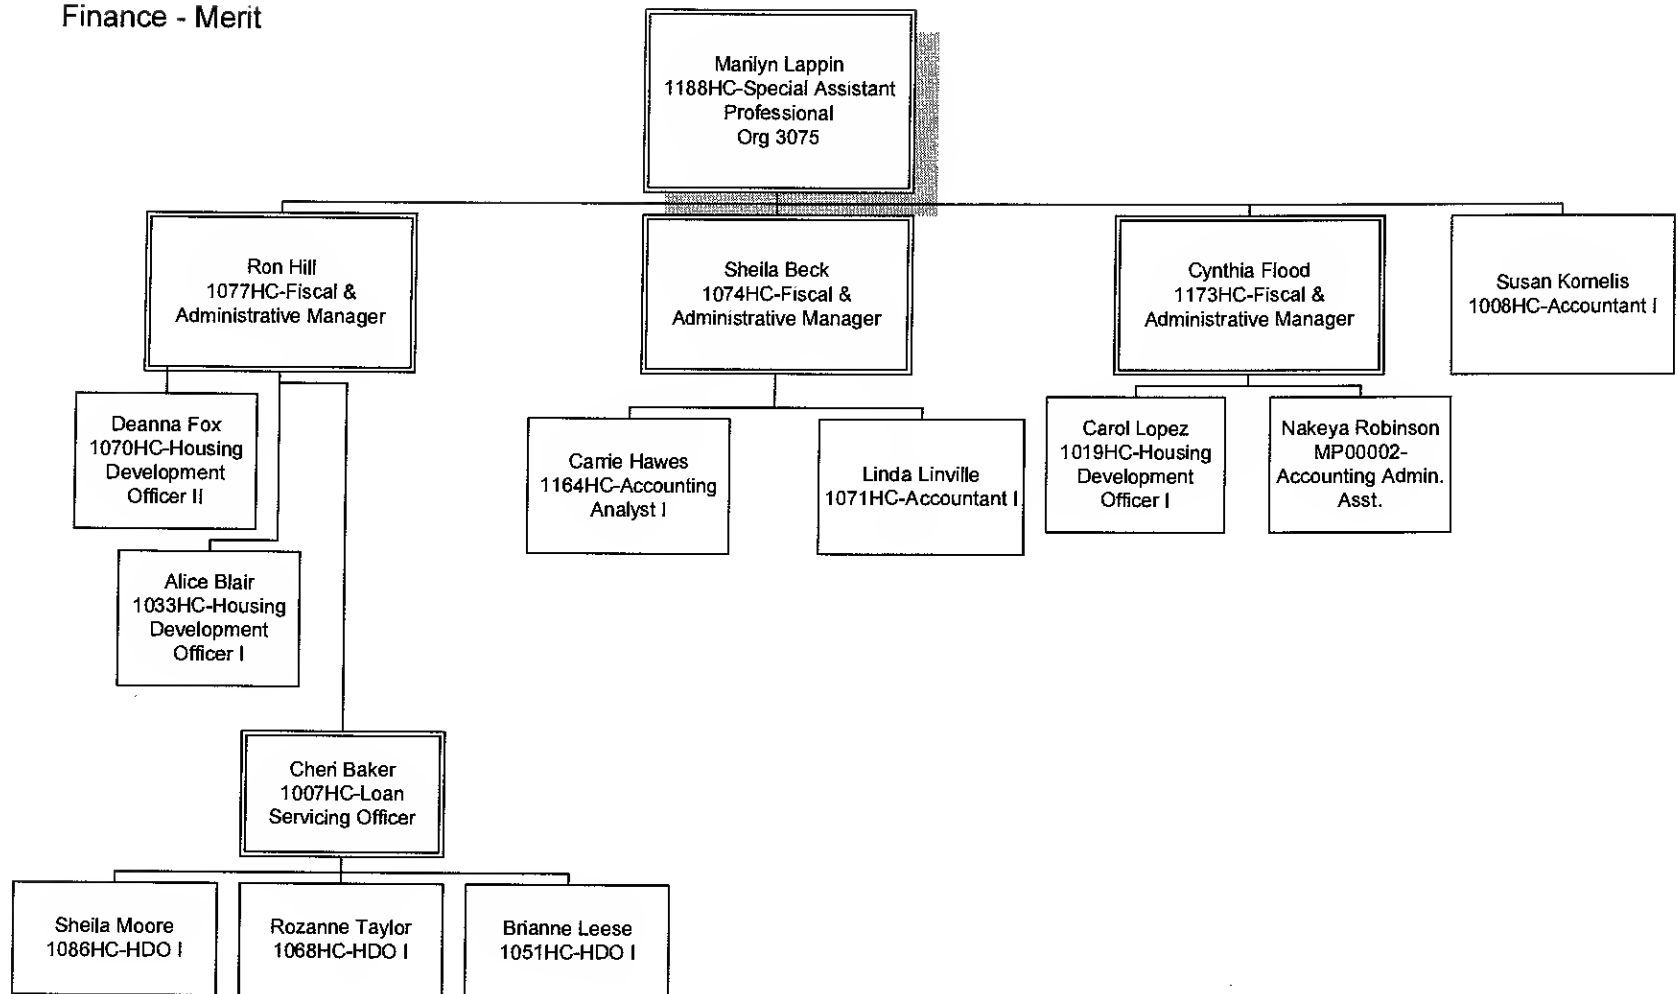 Finance - Merit
Marilyn Lappin
1188HC-Special Assistant
Professional
Org 3075
Ron Hill
1077HC-Fiscal &
Administrative Manager
Sheila Beck
1074HC-Fiscal &
Administrative Manager
Cynthia Flood
1173HC-Fiscal &
Administrative Manager
Susan Kornelis
1008HC-Accountant I
Deanna Fox
1070HC-Housing
Development
Officer II
Carrie Hawes
1164HC-Accounting
Analyst I
Linda Linville
1071HC-Accountant I
Carol Lopez
1019HC-Housing
Development
Officer I
Nakeya Robinson
MP00002-
Accounting Admin.
Asst.
Alice Blair
1033HC-Housing
Development
Officer I
Cheri Baker
1007HC-Loan
Servicing Officer
Sheila Moore
1086HC-HDO I
Rozanne Taylor
1068HC-HDO I
Brianne Leese
1051HC-HDO I